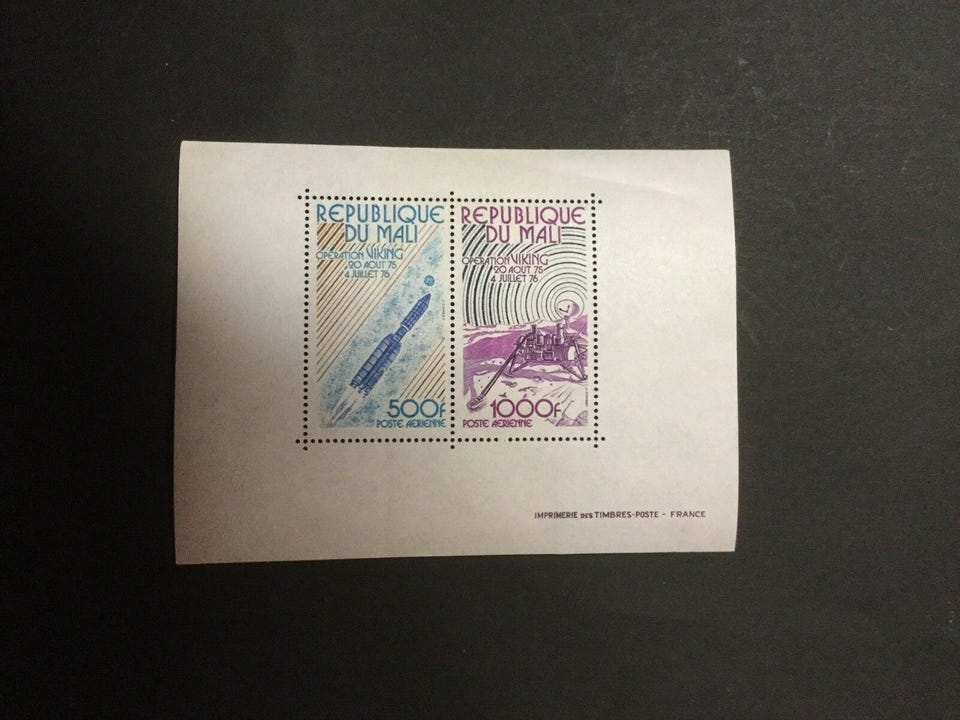 REPUBLIQUE
DU MALI
OPERATION VIKING
20 AOUT 75
4 JUILLET 76
500F
POSTE AERIENNE
REPUBLIQUE
DU MALI
OPERATION VIKING
20 AOUT 75
4 JUILLET 76
1000F
POSTE AERIENNE
IMPRIMERIE DES TIMBRES-POSTE - FRANCE